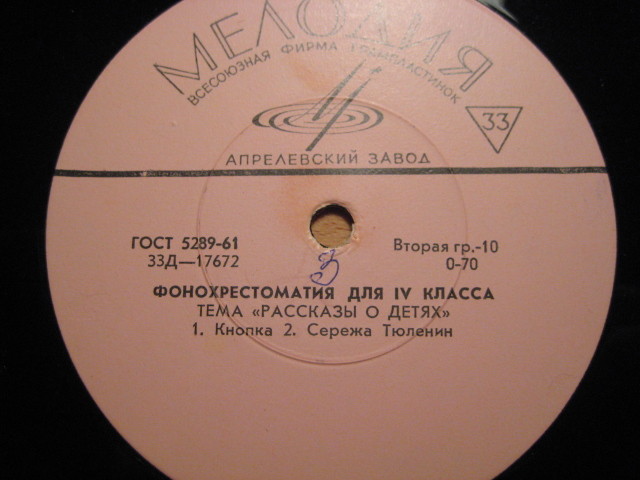 МЕЛОДИЯ
ВСЕСОЮЗНАЯ ФИРМА ГРАМПЛАСТИНОК
33
АПРЕЛЕВСКИЙ ЗАВОД
ГОСТ 5289-61
Вторая гр.-10
33Д—17672
0-70
3
ФОНОХРЕСТОМАТИЯ ДЛЯ IV КЛАССА
ТЕМА «РАССКАЗЫ О ДЕТЯХ»
1. Кнопка 2. Сережа Тюленин